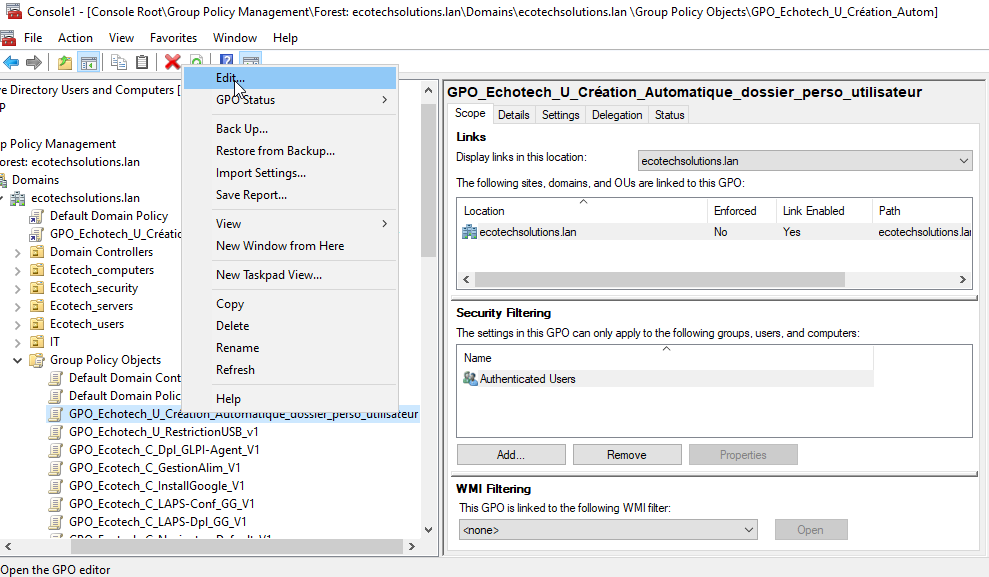 Console1 - [Console Root\Group Policy Management\Forest: ecotechsolutions.lan\Domains\ecotechsolutions.lan \Group Policy Objects\GPO_Echotech_U_Création_Autom]
File Action View Favorites Window Help
ve Directory Users and Computers [
P
p Policy Management
orest: ecotechsolutions.lan
Domains
ecotechsolutions.lan
Default Domain Policy
GPO_Echotech_U_Créatic
Domain Controllers
Ecotech_computers
Ecotech_security
Ecotech_servers
Ecotech_users
IT
Group Policy Objects
Default Domain Cont
Default Domain Polic
GPO_Echotech_U_Création_Automatique_dossier_perso_utilisateur
GPO_Echotech_U_RestrictionUSB_v1
GPO_Ecotech_C_Dpl_GLPI-Agent_V1
GPO_Ecotech_C_GestionAlim_V1
GPO_Ecotech_C_InstallGoogle_V1
GPO_Ecotech_C_LAPS-Conf_GG_V1
GPO_Ecotech_C_LAPS-Dpl_GG_V1
Edit...
GPO Status
Back Up...
Restore from Backup...
Import Settings...
Save Report...
View
New Window from Here
New Taskpad View...
Copy
Delete
Rename
Refresh
Help
GPO_Echotech_U_Création_Automatique_dossier_perso_utilisateur
Scope Details Settings Delegation Status
Links
Display links in this location: ecotechsolutions.lan
The following sites, domains, and OUs are linked to this GPO:
Location Enforced Link Enabled Path
ecotechsolutions.lan No Yes ecotechsolutions.lar
Security Filtering
The settings in this GPO can only apply to the following groups, users, and computers:
Name
Authenticated Users
Add... Remove Properties
WMI Filtering
This GPO is linked to the following WMI filter:
<none> Open
Open the GPO editor